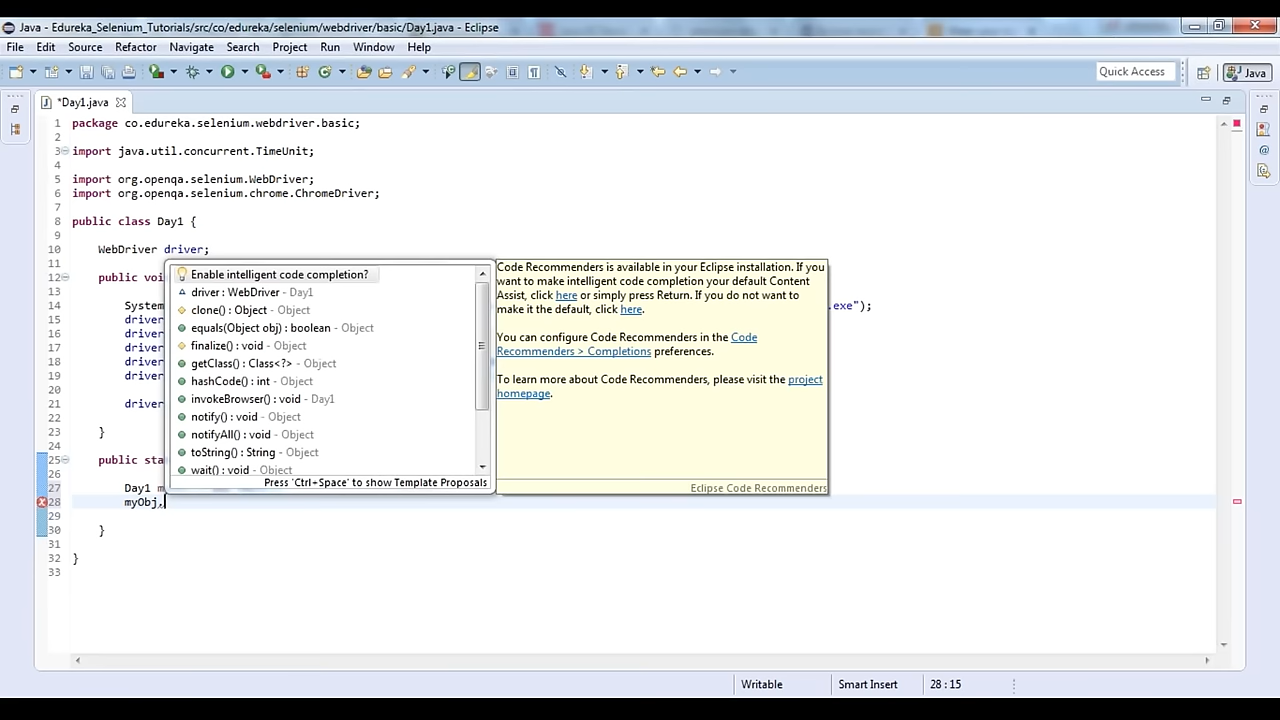 Java - Edureka_Selenium_Tutorials/src/co/edureka/selenium/webdriver/basic/Day1.java - Eclipse
File Edit Source Refactor Navigate Search Project Run Window Help
Quick Access
Java
*Day1.java
1 package co.edureka.selenium.webdriver.basic;
2
3 import java.util.concurrent.TimeUnit;
4
5 import org.openqa.selenium.WebDriver;
6 import org.openqa.selenium.chrome.ChromeDriver;
7
8 public class Day1 {
9
10 WebDriver driver;
11
12 public voi
13
14 System .exe");
15 driver
16 driver
17 driver
18 driver
19 driver
20
21 driver
22
23 }
24
25 public sta
26
27 Day1 m
28 myObj.
29
30 }
31
32 }
33
Enable intelligent code completion?
driver : WebDriver - Day1
clone() : Object - Object
equals(Object obj) : boolean - Object
finalize() : void - Object
getClass() : Class<?> - Object
hashCode() : int - Object
invokeBrowser() : void - Day1
notify() : void - Object
notifyAll() : void - Object
toString() : String - Object
wait() : void - Object
Press 'Ctrl+Space' to show Template Proposals
Code Recommenders is available in your Eclipse installation. If you
want to make intelligent code completion your default Content
Assist, click here or simply press Return. If you do not want to
make it the default, click here.
You can configure Code Recommenders in the Code
Recommenders > Completions preferences.
To learn more about Code Recommenders, please visit the project
homepage.
Eclipse Code Recommenders
Writable Smart Insert 28 : 15